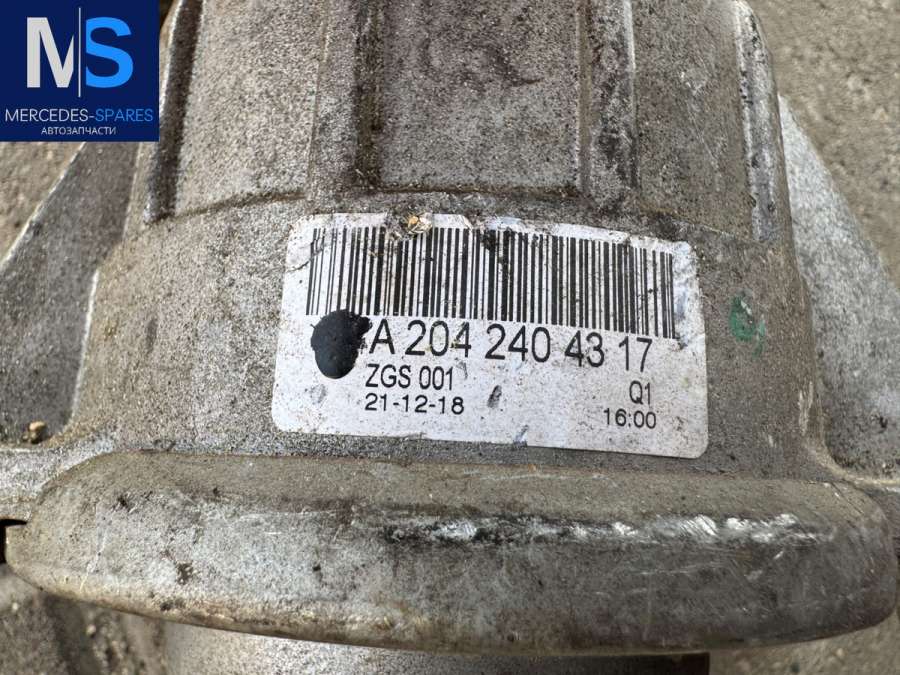 MS
MERCEDES-SPARES
АВТОЗАПЧАСТИ
A 204 240 43 17
ZGS 001
Q1
21-12-18
16:00